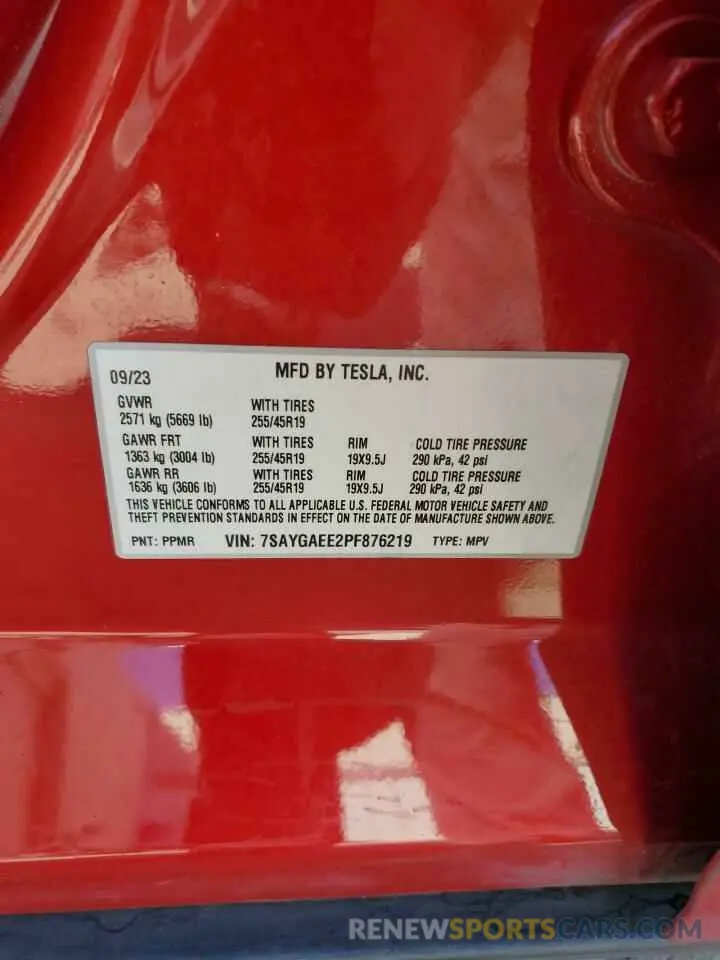 09/23 MFD BY TESLA, INC.
GVWR WITH TIRES
2571 kg (5669 lb) 255/45R19
GAWR FRT WITH TIRES RIM COLD TIRE PRESSURE
1363 kg (3004 lb) 255/45R19 19X9.5J 290 kPa, 42 psi
GAWR RR WITH TIRES RIM COLD TIRE PRESSURE
1636 kg (3606 lb) 255/45R19 19X9.5J 290 kPa, 42 psi
THIS VEHICLE CONFORMS TO ALL APPLICABLE U.S. FEDERAL MOTOR VEHICLE SAFETY AND
THEFT PREVENTION STANDARDS IN EFFECT ON THE DATE OF MANUFACTURE SHOWN ABOVE.
PNT: PPMR VIN: 7SAYGAEE2PF876219 TYPE: MPV
RENEWSPORTSCARS.COM